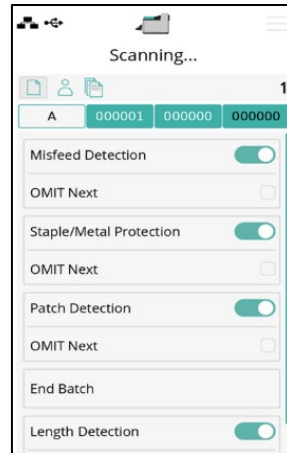 Scanning...
1
A 000001 000000 000000
Misfeed Detection
OMIT Next
Staple/Metal Protection
OMIT Next
Patch Detection
OMIT Next
End Batch
Length Detection